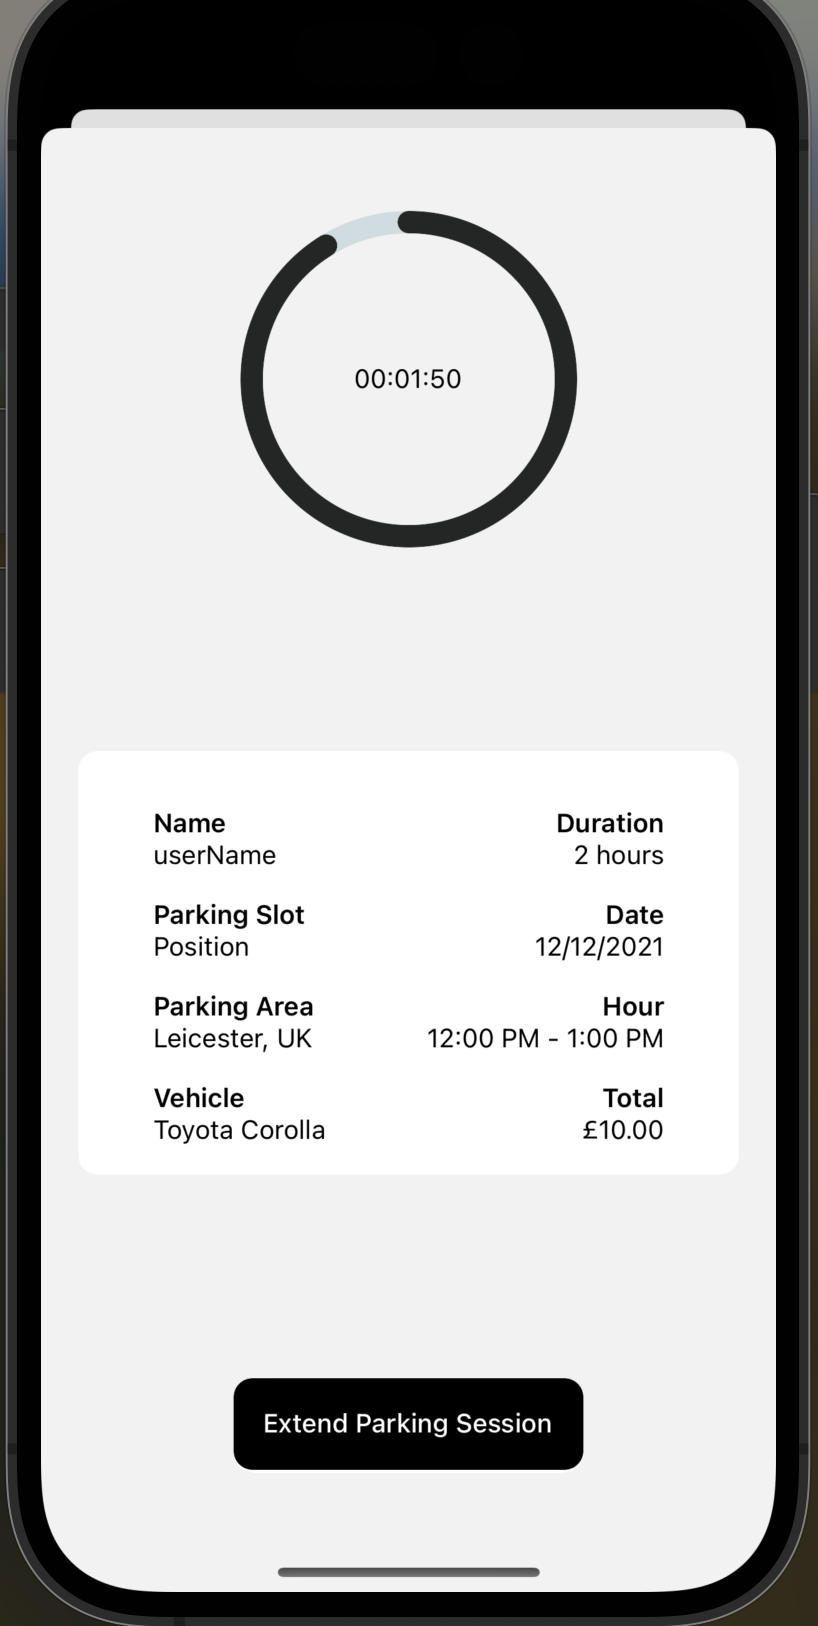 00:01:50
Name
Duration
userName
2 hours
Parking Slot
Date
Position
12/12/2021
Parking Area
Hour
Leicester, UK
12:00 PM - 1:00 PM
Vehicle
Total
Toyota Corolla
£10.00
Extend Parking Session